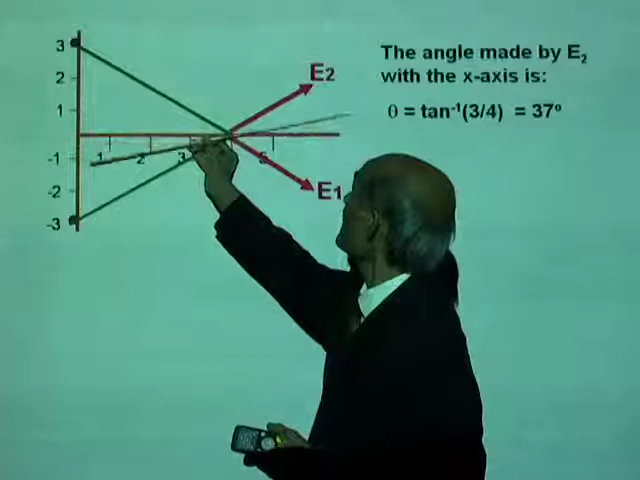 3
2
1
-1
-2
-3
1
2
3
5
E2
E1
The angle made by E2
with the x-axis is:
θ = tan-1(3/4) = 37o